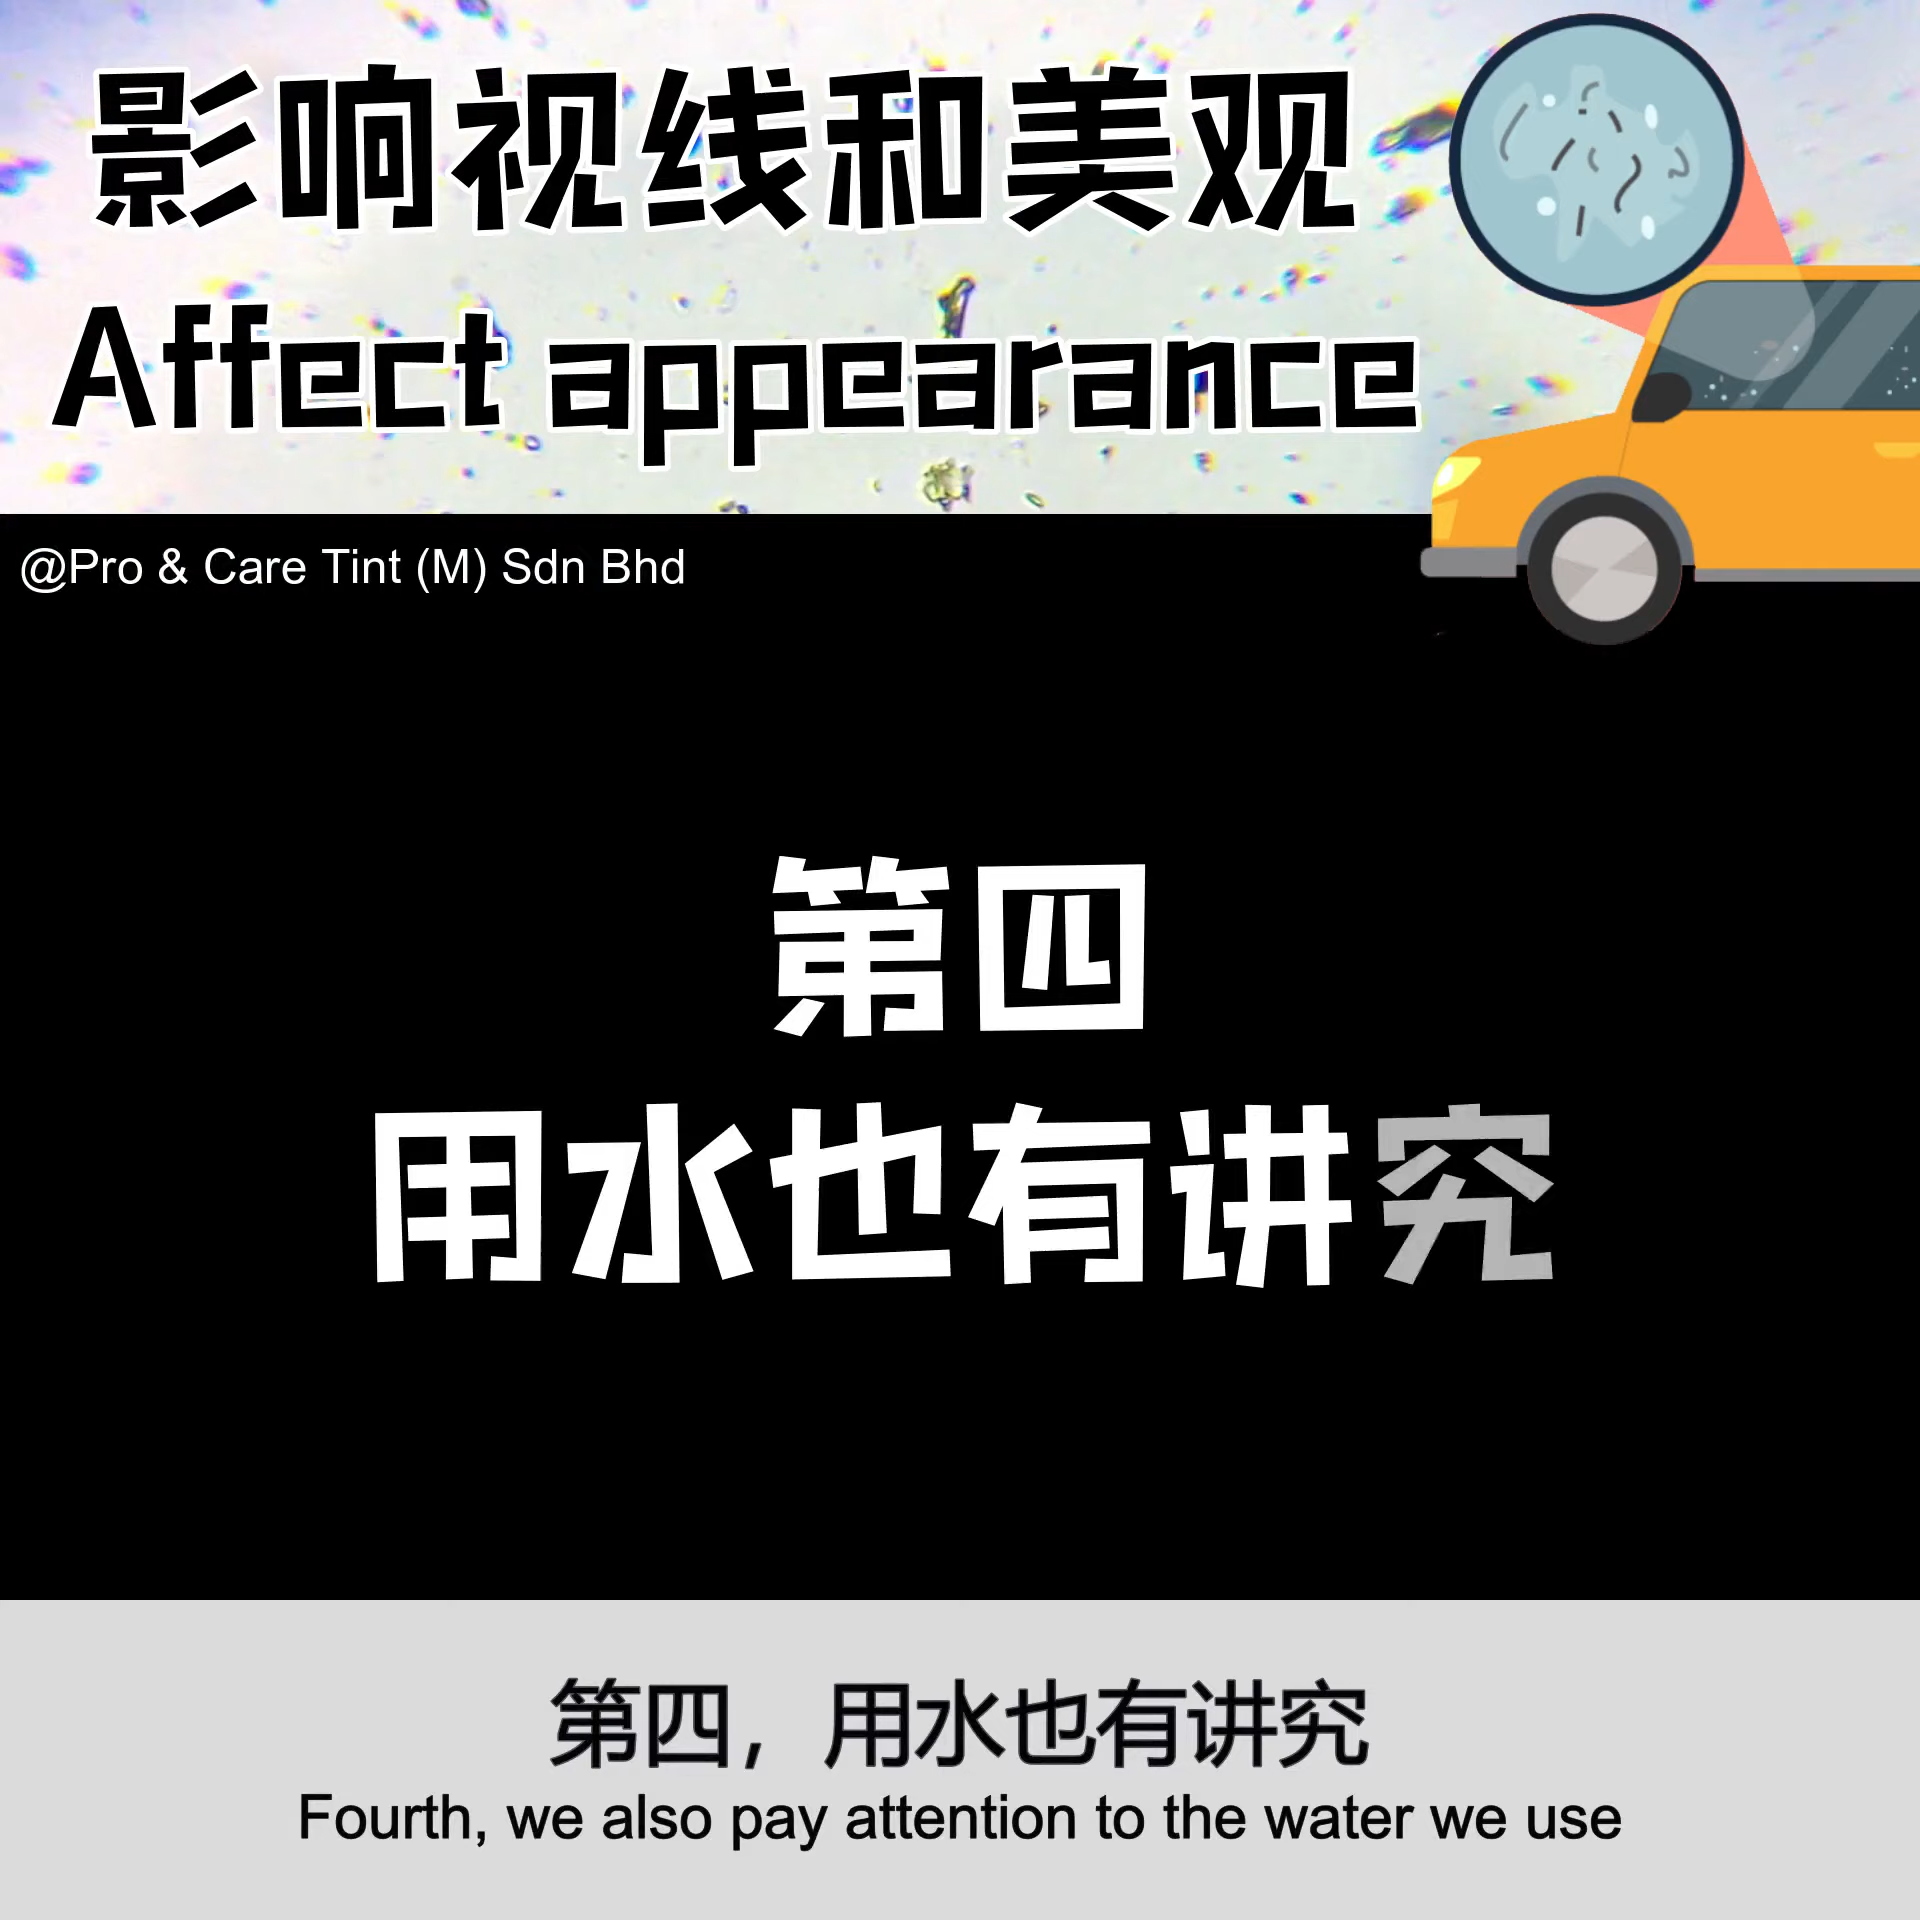 影响视线和美观
Affect appearance
@Pro & Care Tint (M) Sdn Bhd
第四
用水也有讲究
第四，用水也有讲究
Fourth, we also pay attention to the water we use